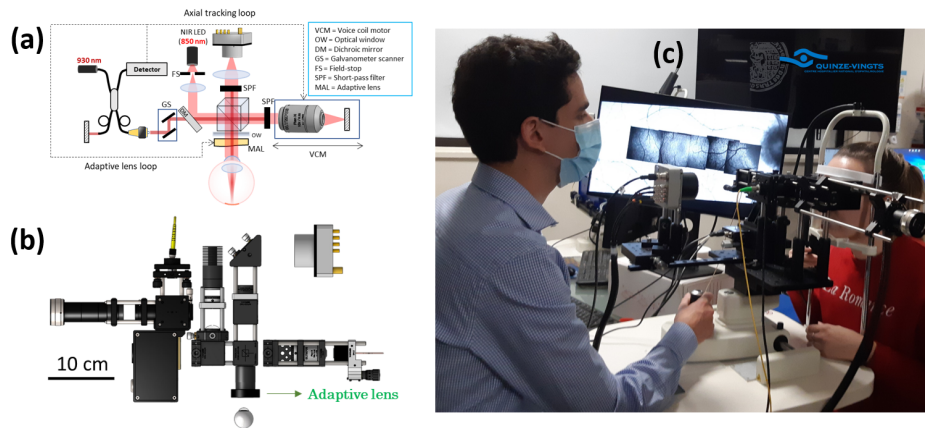 (a)
Axial tracking loop
NIR LED
(850 nm)
930 nm
Detector
FS
SPF
GS
DM
SPF
OW
MAL
Adaptive lens loop
VCM
VCM = Voice coil motor
OW = Optical window
DM = Dichroic mirror
GS = Galvanometer scanner
FS = Field-stop
SPF = Short-pass filter
MAL = Adaptive lens
(b)
10 cm
Adaptive lens
(c)
QUINZE-VINGTS